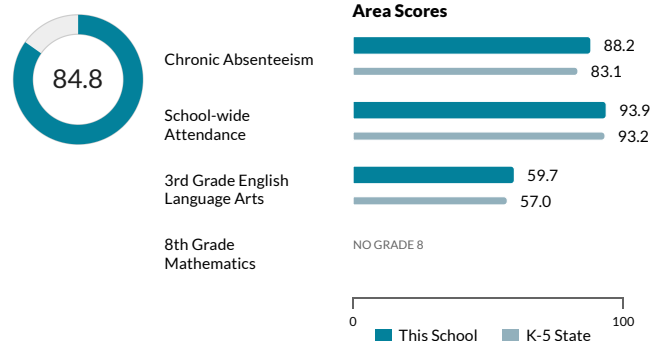 Area Scores
84.8
Chronic Absenteeism
88.2
83.1
School-wide
Attendance
93.9
93.2
3rd Grade English
Language Arts
59.7
57.0
8th Grade
Mathematics
NO GRADE 8
0
100
This School
K-5 State